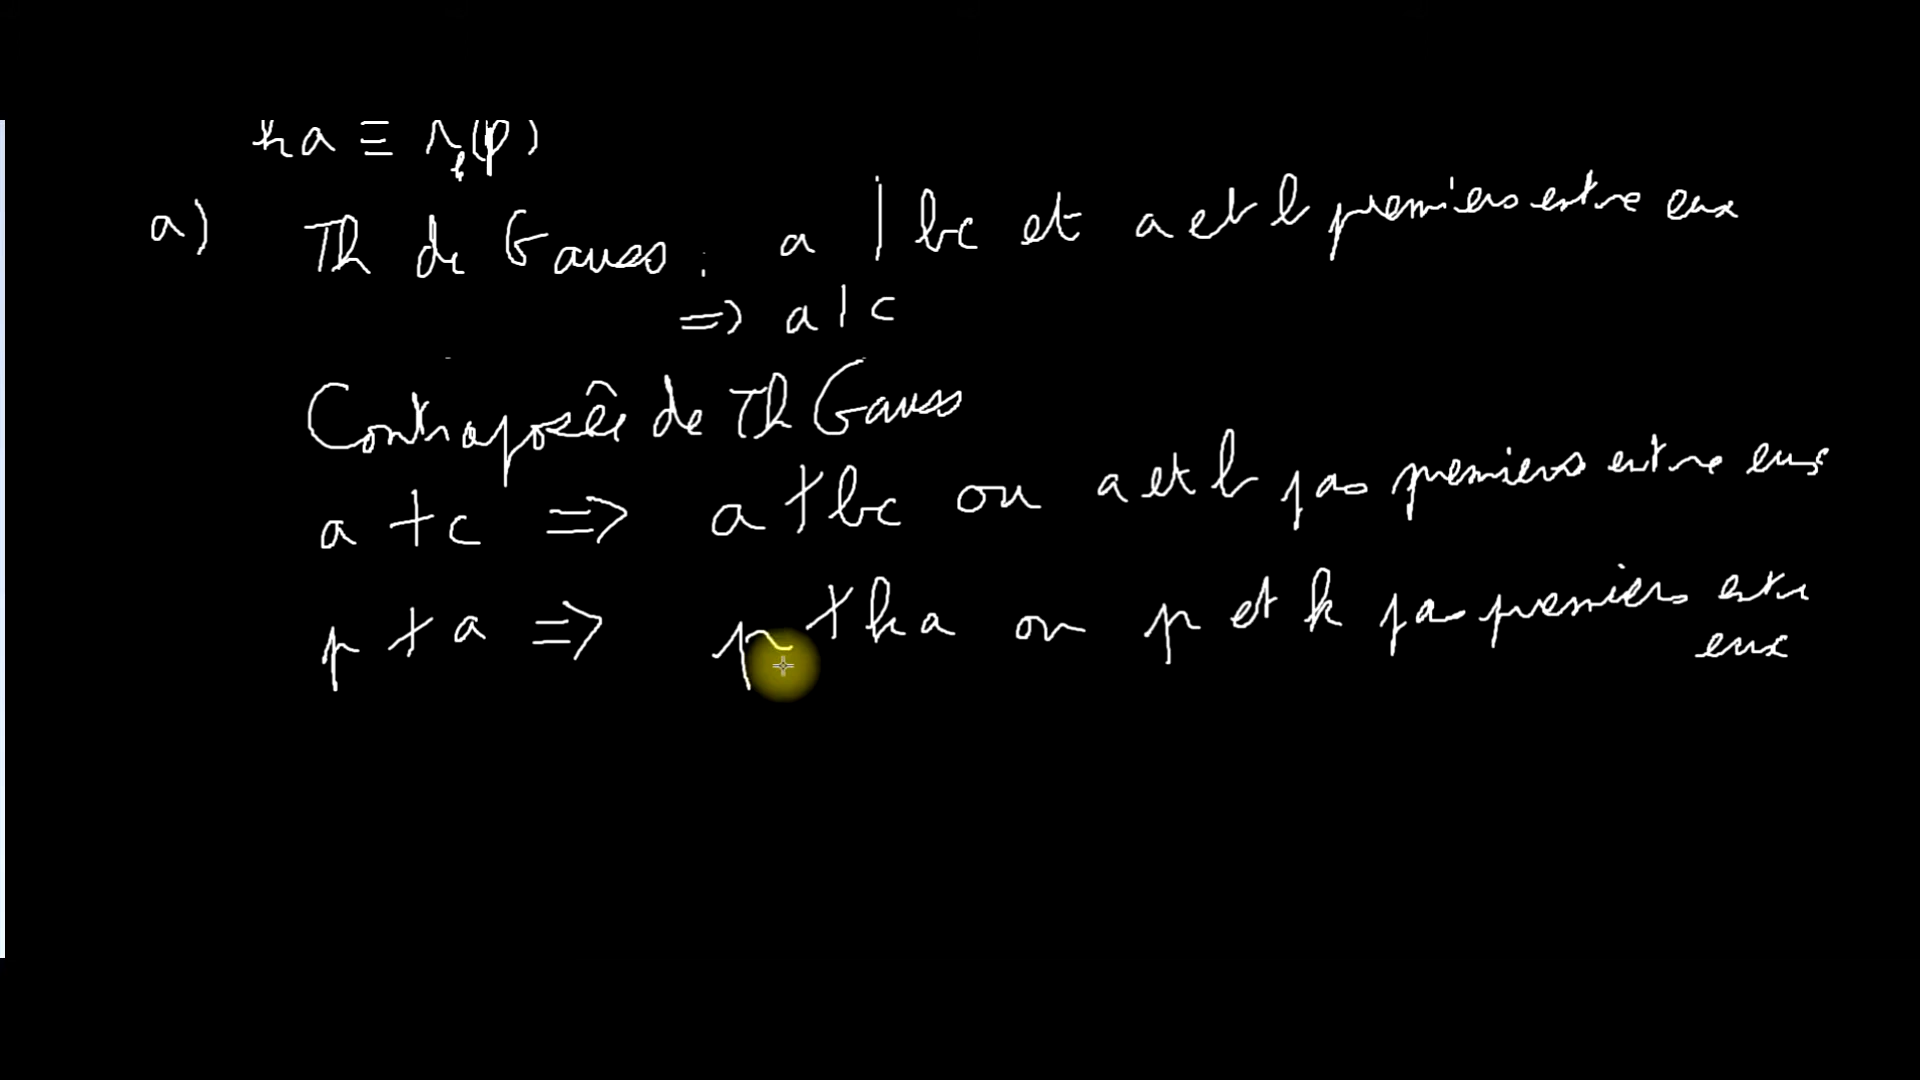 ka ≡ r_k(p)
a) Th de Gauss : a | bc et a et b premiers entre eux
=> a | c
Contraposée de Th Gauss
a ∤ c => a ∤ bc ou a et b pas premiers entre eux
p ∤ a => p ∤ ka ou p et k pas premiers entre
eux